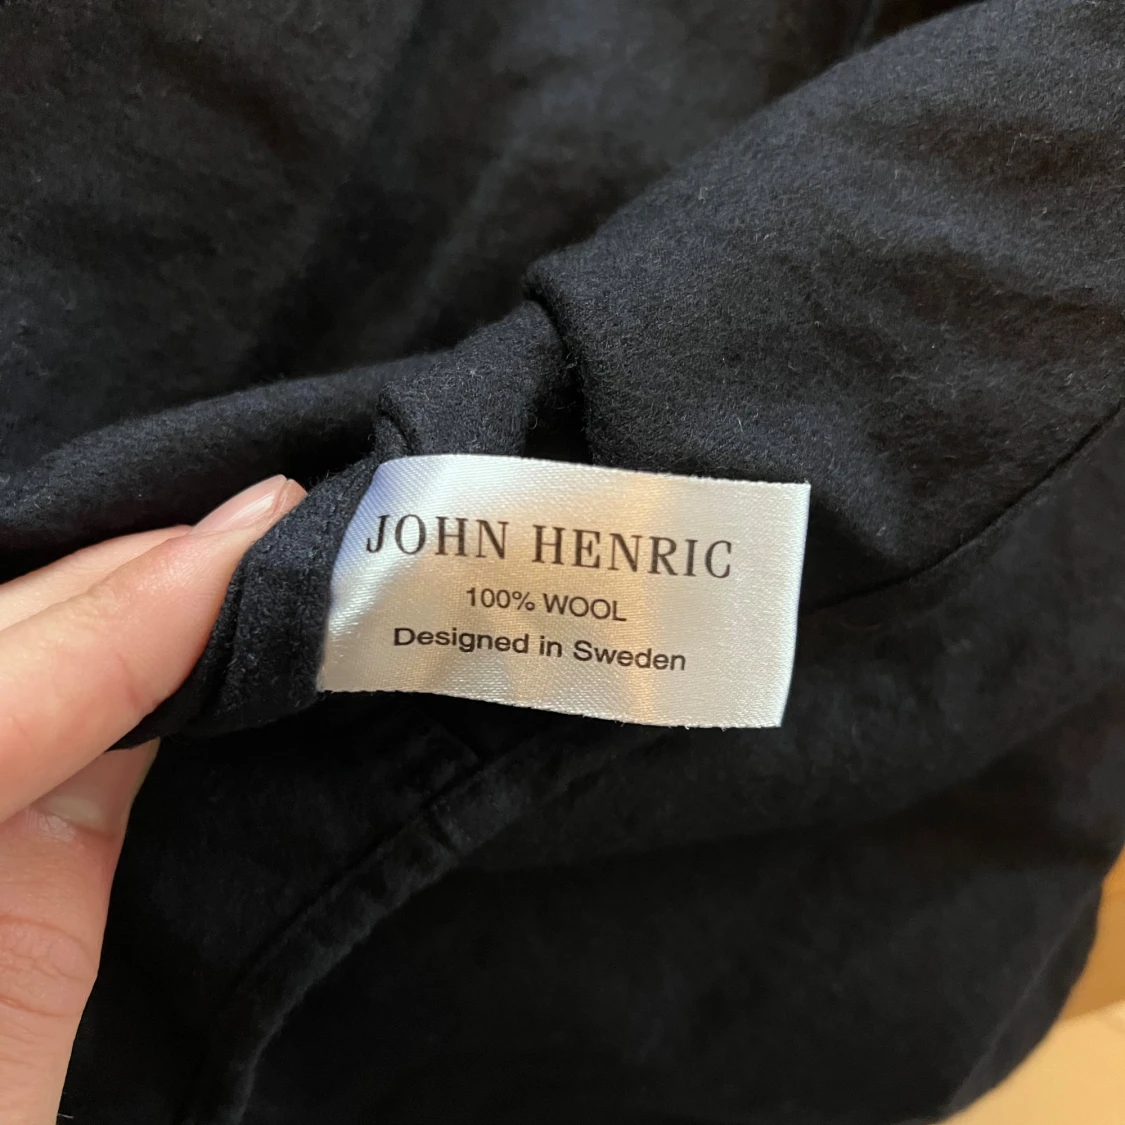 JOHN HENRIC
100% WOOL
Designed in Sweden